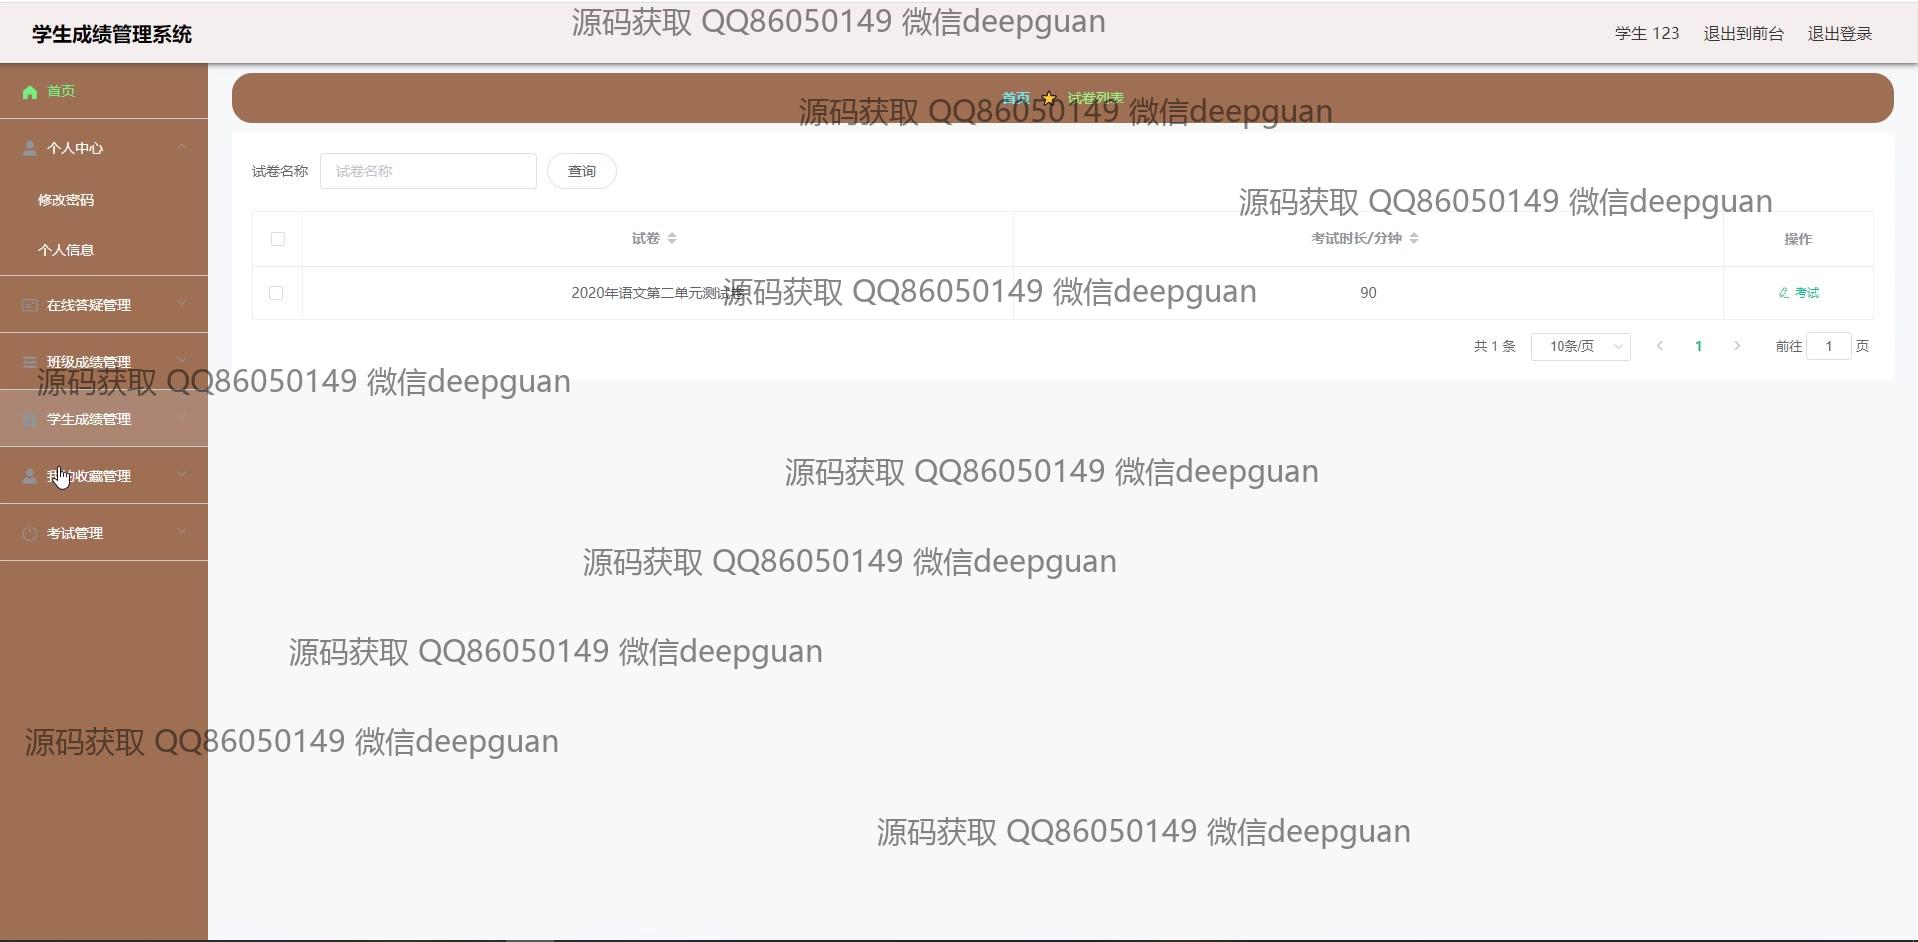 学生成绩管理系统
源码获取 QQ86050149 微信deepguan
学生 123 退出到前台 退出登录
首页
首页 试卷列表
源码获取 QQ86050149 微信deepguan
个人中心
试卷名称 试卷名称 查询
修改密码
源码获取 QQ86050149 微信deepguan
试卷 考试时长/分钟 操作
个人信息
2020年语文第二单元测试卷 90 考试
源码获取 QQ86050149 微信deepguan
在线答疑管理
共 1 条 10条/页 1 前往 1 页
班级成绩管理
源码获取 QQ86050149 微信deepguan
学生成绩管理
源码获取 QQ86050149 微信deepguan
我的收藏管理
考试管理
源码获取 QQ86050149 微信deepguan
源码获取 QQ86050149 微信deepguan
源码获取 QQ86050149 微信deepguan
源码获取 QQ86050149 微信deepguan